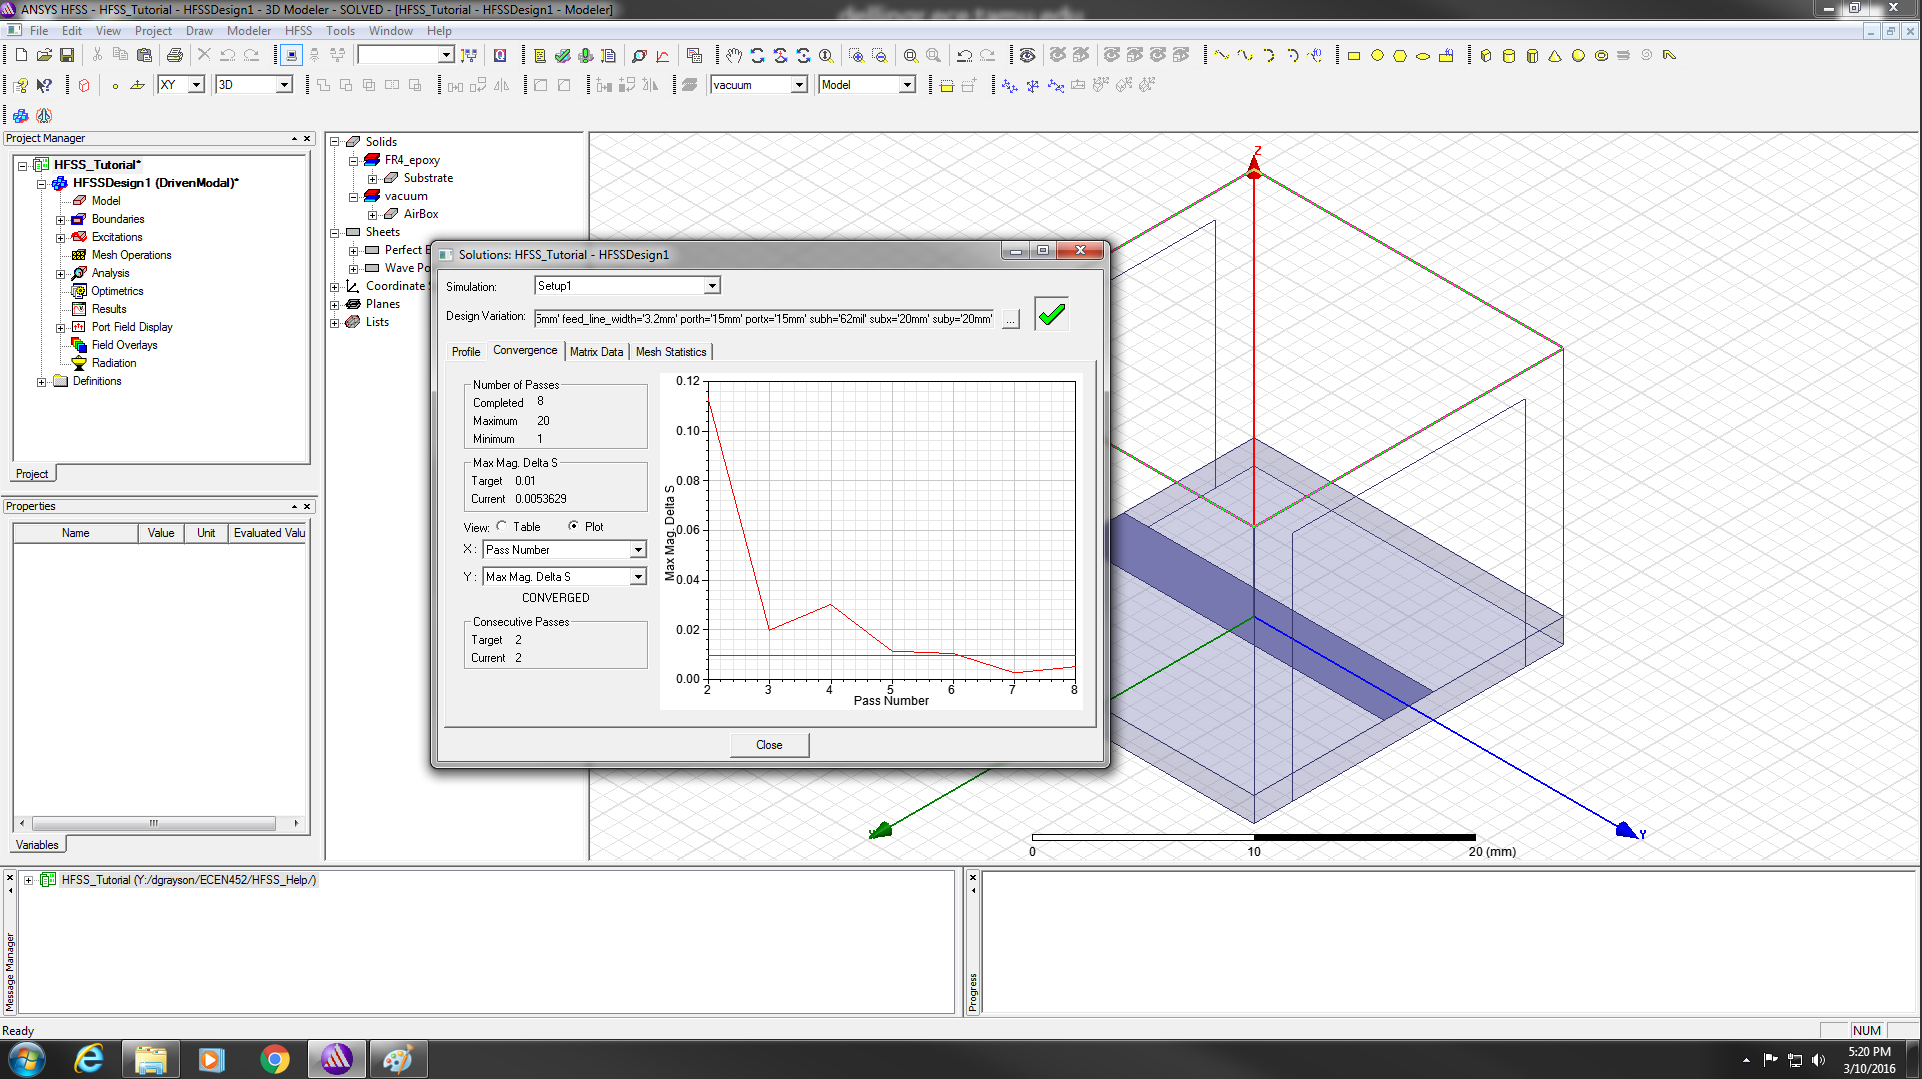 ANSYS HFSS - HFSS_Tutorial - HFSSDesign1 - 3D Modeler - SOLVED - [HFSS_Tutorial - HFSSDesign1 - Modeler]
File Edit View Project Draw Modeler HFSS Tools Window Help
XY 3D vacuum Model
Project Manager
HFSS_Tutorial*
HFSSDesign1 (DrivenModal)*
Model
Boundaries
Excitations
Mesh Operations
Analysis
Optimetrics
Results
Port Field Display
Field Overlays
Radiation
Definitions
Project
Properties
Name Value Unit Evaluated Valu
Variables
Solids
FR4_epoxy
Substrate
vacuum
AirBox
Sheets
Perfect E
Wave Po
Coordinate S
Planes
Lists
Solutions: HFSS_Tutorial - HFSSDesign1
Simulation: Setup1
Design Variation: 5mm' feed_line_width='3.2mm' porth='15mm' portx='15mm' subh='62mil' subx='20mm' suby='20mm' ...
Profile Convergence Matrix Data Mesh Statistics
Number of Passes
Completed 8
Maximum 20
Minimum 1
Max Mag. Delta S
Target 0.01
Current 0.0053629
View: Table Plot
X: Pass Number
Y: Max Mag. Delta S
CONVERGED
Consecutive Passes
Target 2
Current 2
0.12
0.10
0.08
0.06
0.04
0.02
0.00
Max Mag. Delta S
2 3 4 5 6 7 8
Pass Number
Close
Z
Y
0 10 20 (mm)
HFSS_Tutorial (Y:/dgrayson/ECEN452/HFSS_Help/)
Message Manager
Progress
Ready
NUM
5:20 PM
3/10/2016